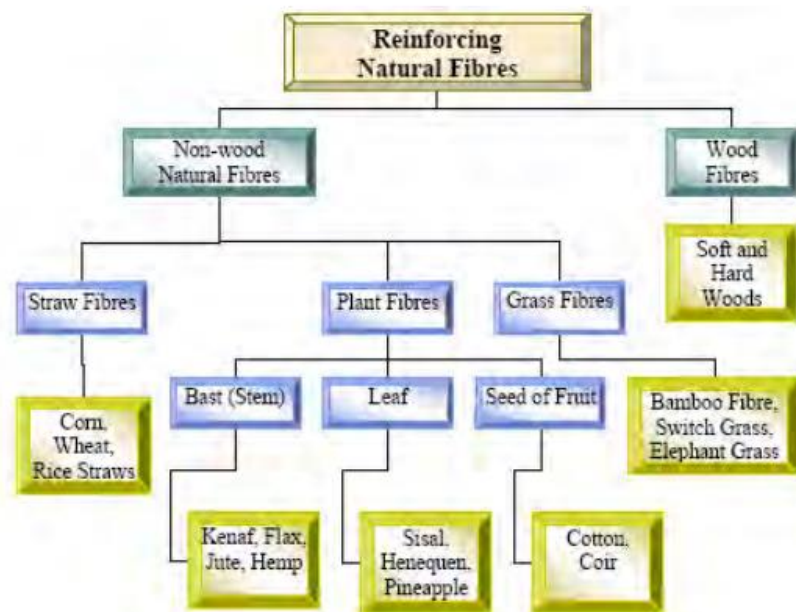 Reinforcing
Natural Fibres
Non-wood
Natural Fibres
Wood
Fibres
Soft and
Hard
Woods
Straw Fibres
Plant Fibres
Grass Fibres
Bast (Stem)
Leaf
Seed of Fruit
Corn,
Wheat,
Rice Straws
Bamboo Fibre,
Switch Grass,
Elephant Grass
Kenaf, Flax,
Jute, Hemp
Sisal,
Henequen,
Pineapple
Cotton,
Coir